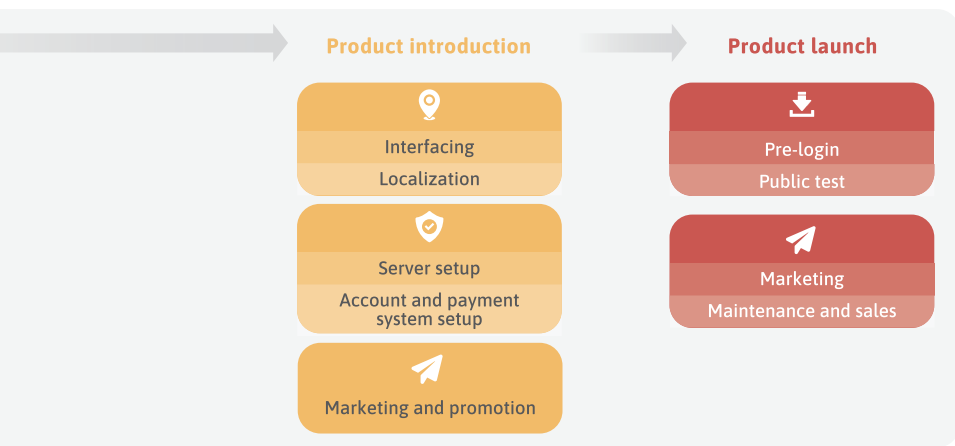 Product introduction
Interfacing
Localization
Server setup
Account and payment
system setup
Marketing and promotion
Product launch
Pre-login
Public test
Marketing
Maintenance and sales